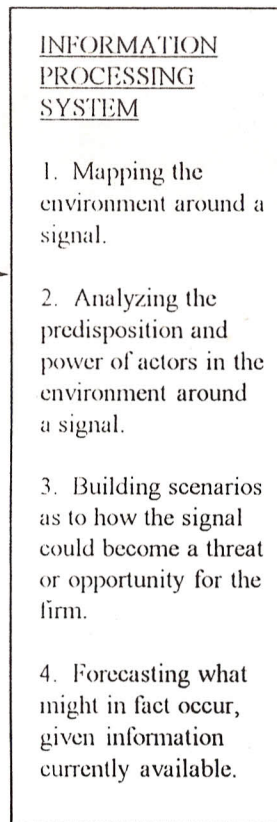 INFORMATION
PROCESSING
SYSTEM
1. Mapping the
environment around a
signal.
2. Analyzing the
predisposition and
power of actors in the
environment around
a signal.
3. Building scenarios
as to how the signal
could become a threat
or opportunity for the
firm.
4. Forecasting what
might in fact occur,
given information
currently available.